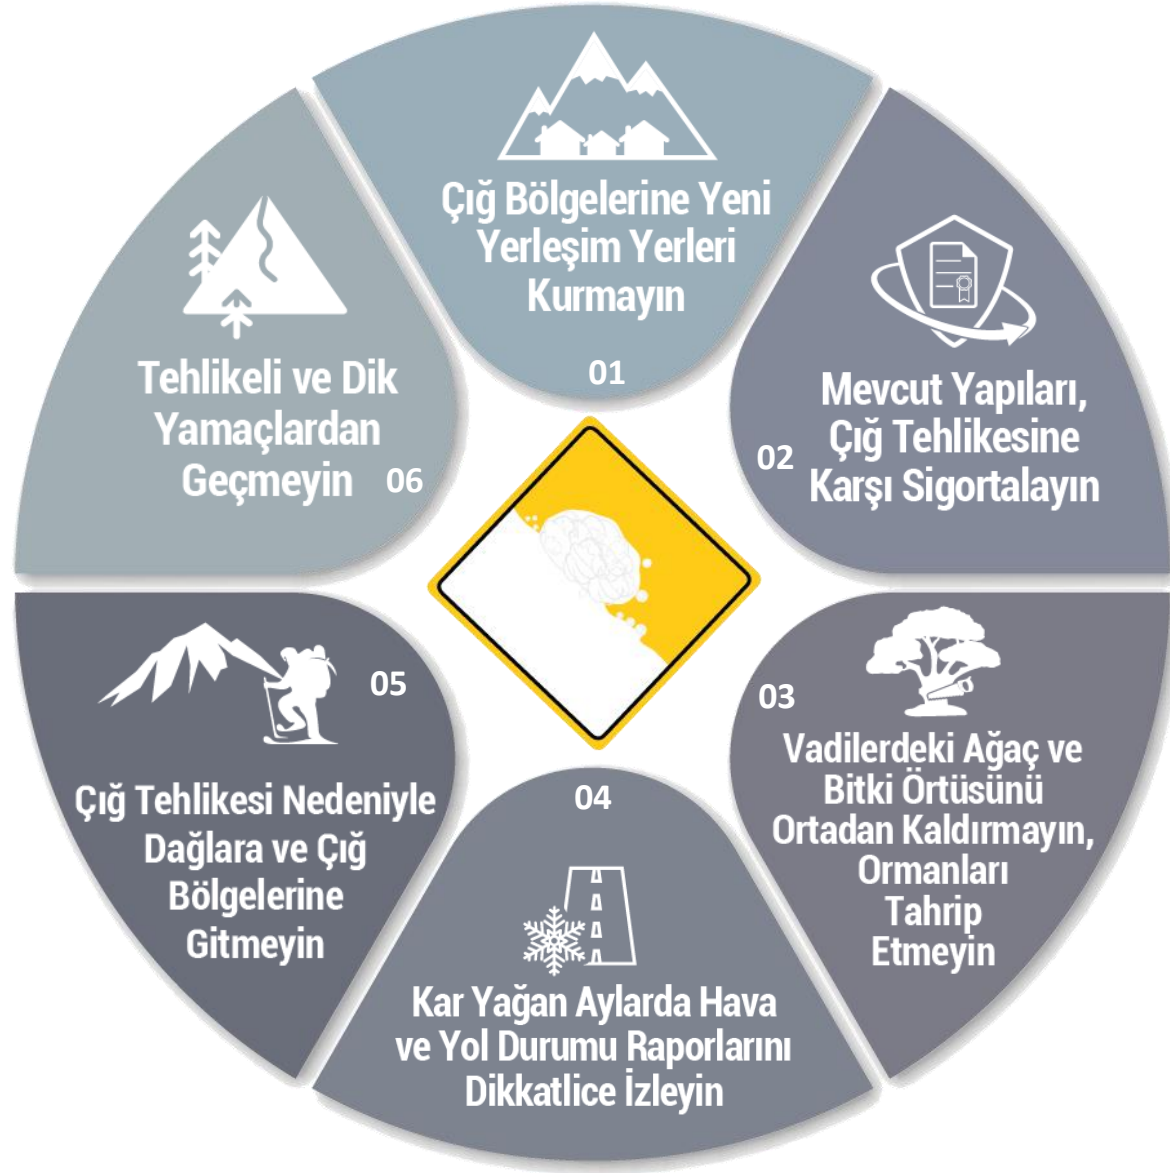 Çığ Bölgelerine Yeni
Yerleşim Yerleri
Kurmayın
01
Mevcut Yapıları,
Çığ Tehlikesine
Karşı Sigortalayın
02
03
Vadilerdeki Ağaç ve
Bitki Örtüsünü
Ortadan Kaldırmayın,
Ormanları
Tahrip
Etmeyin
04
Kar Yağan Aylarda Hava
ve Yol Durumu Raporlarını
Dikkatlice İzleyin
05
Çığ Tehlikesi Nedeniyle
Dağlara ve Çığ
Bölgelerine
Gitmeyin
Tehlikeli ve Dik
Yamaçlardan
Geçmeyin
06